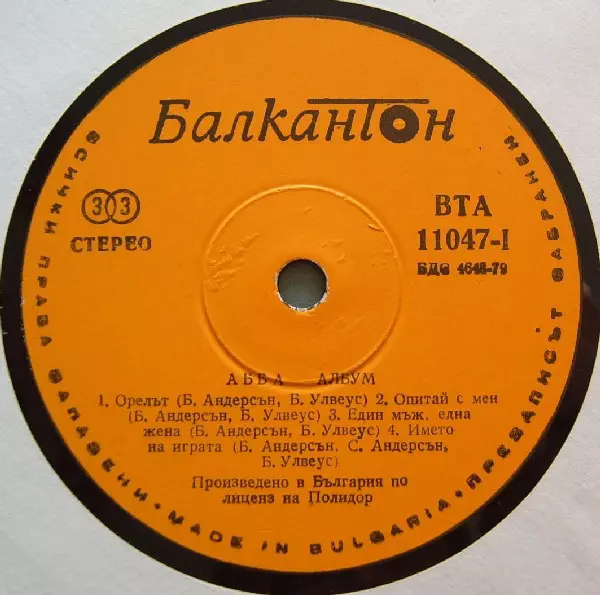 Балкантон
33
СТЕРЕО
ВТА
11047-I
БДС 4648-79
АББА АЛБУМ
1. Орелът (Б. Андерсън, Б. Улвеус) 2. Опитай с мен
(Б. Андерсън, Б. Улвеус) 3. Един мъж, една
жена (Б. Андерсън, Б. Улвеус) 4. Името
на играта (Б. Андерсън. С. Андерсън,
Б. Улвеус)
Произведено в България по
лиценз на Полидор
ВСИЧКИ ПРАВА ЗАПАЗЕНИ • MADE IN BULGARIA • ПРЕЗАПИСЪТ ЗАБРАНЕН